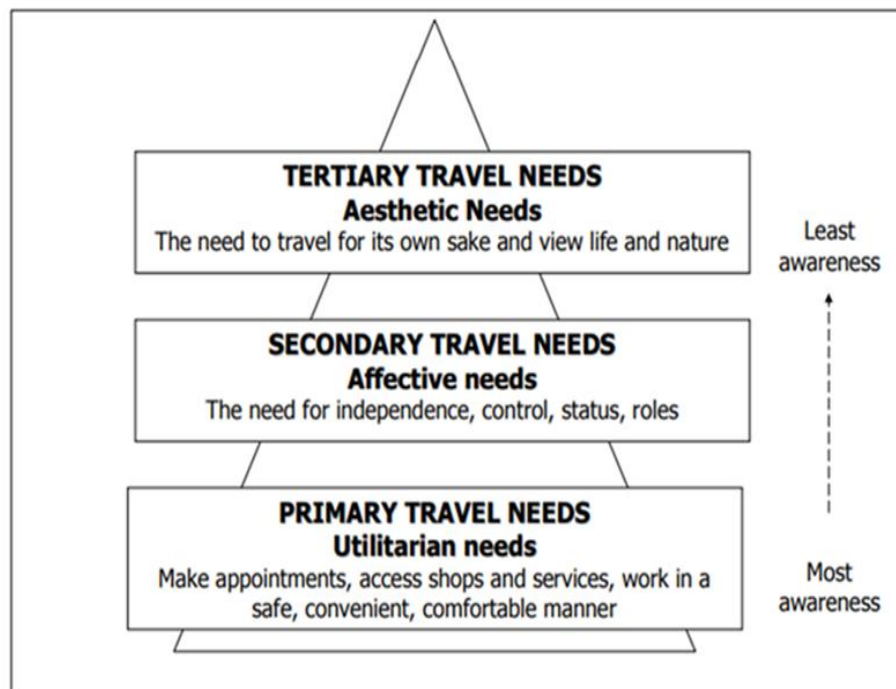 TERTIARY TRAVEL NEEDS
Aesthetic Needs
The need to travel for its own sake and view life and nature
Least
awareness
SECONDARY TRAVEL NEEDS
Affective needs
The need for independence, control, status, roles
PRIMARY TRAVEL NEEDS
Utilitarian needs
Make appointments, access shops and services, work in a
safe, convenient, comfortable manner
Most
awareness